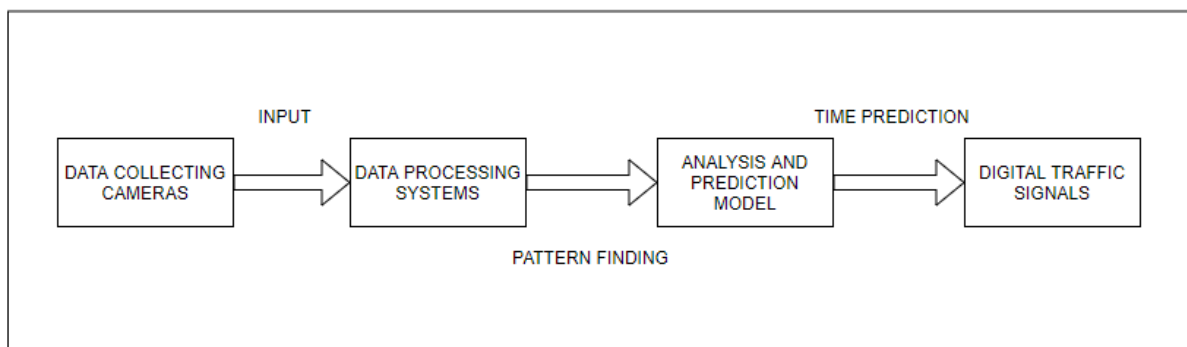 INPUT
TIME PREDICTION
DATA COLLECTING
CAMERAS
DATA PROCESSING
SYSTEMS
ANALYSIS AND
PREDICTION
MODEL
DIGITAL TRAFFIC
SIGNALS
PATTERN FINDING